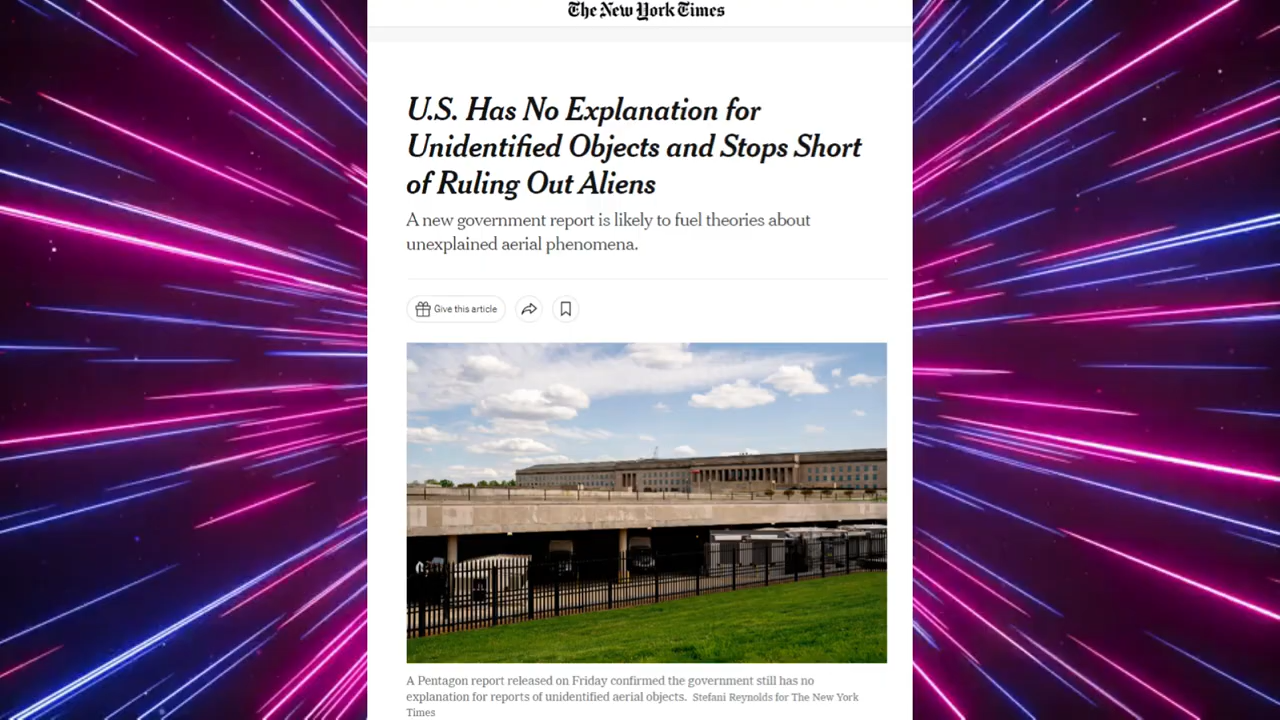 The New York Times
U.S. Has No Explanation for
Unidentified Objects and Stops Short
of Ruling Out Aliens
A new government report is likely to fuel theories about
unexplained aerial phenomena.
Give this article
A Pentagon report released on Friday confirmed the government still has no
explanation for reports of unidentified aerial objects. Stefani Reynolds for The New York
Times